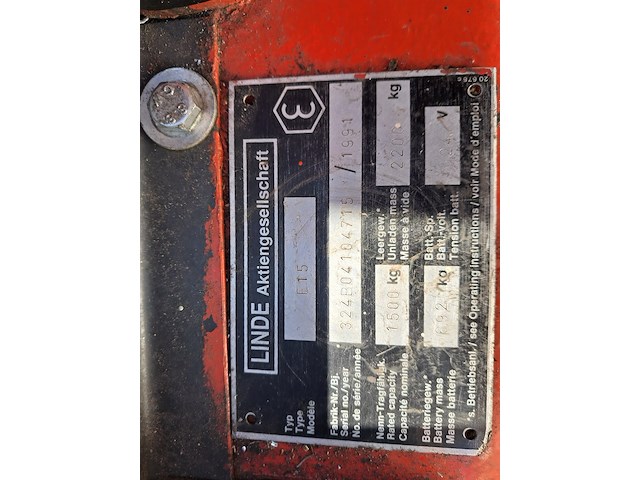 LINDE Aktiengesellschaft
Typ
Type
Modèle
E15
Fabrik-Nr./Bj.
Serial no./year
No. de série/année
324B04104715 / 1991
Nenn-Tragfähigk.
Rated capacity
Capacité nominale
1500 kg
Leergew.*
Unladen mass
Masse à vide
kg
Batteriegew.*
Battery mass
Masse batterie
kg
Batt.-Sp.
Batt.-volt.
Tension batt.
V
*s. Betriebsanl./ see Operating instructions / voir Mode d'emploi